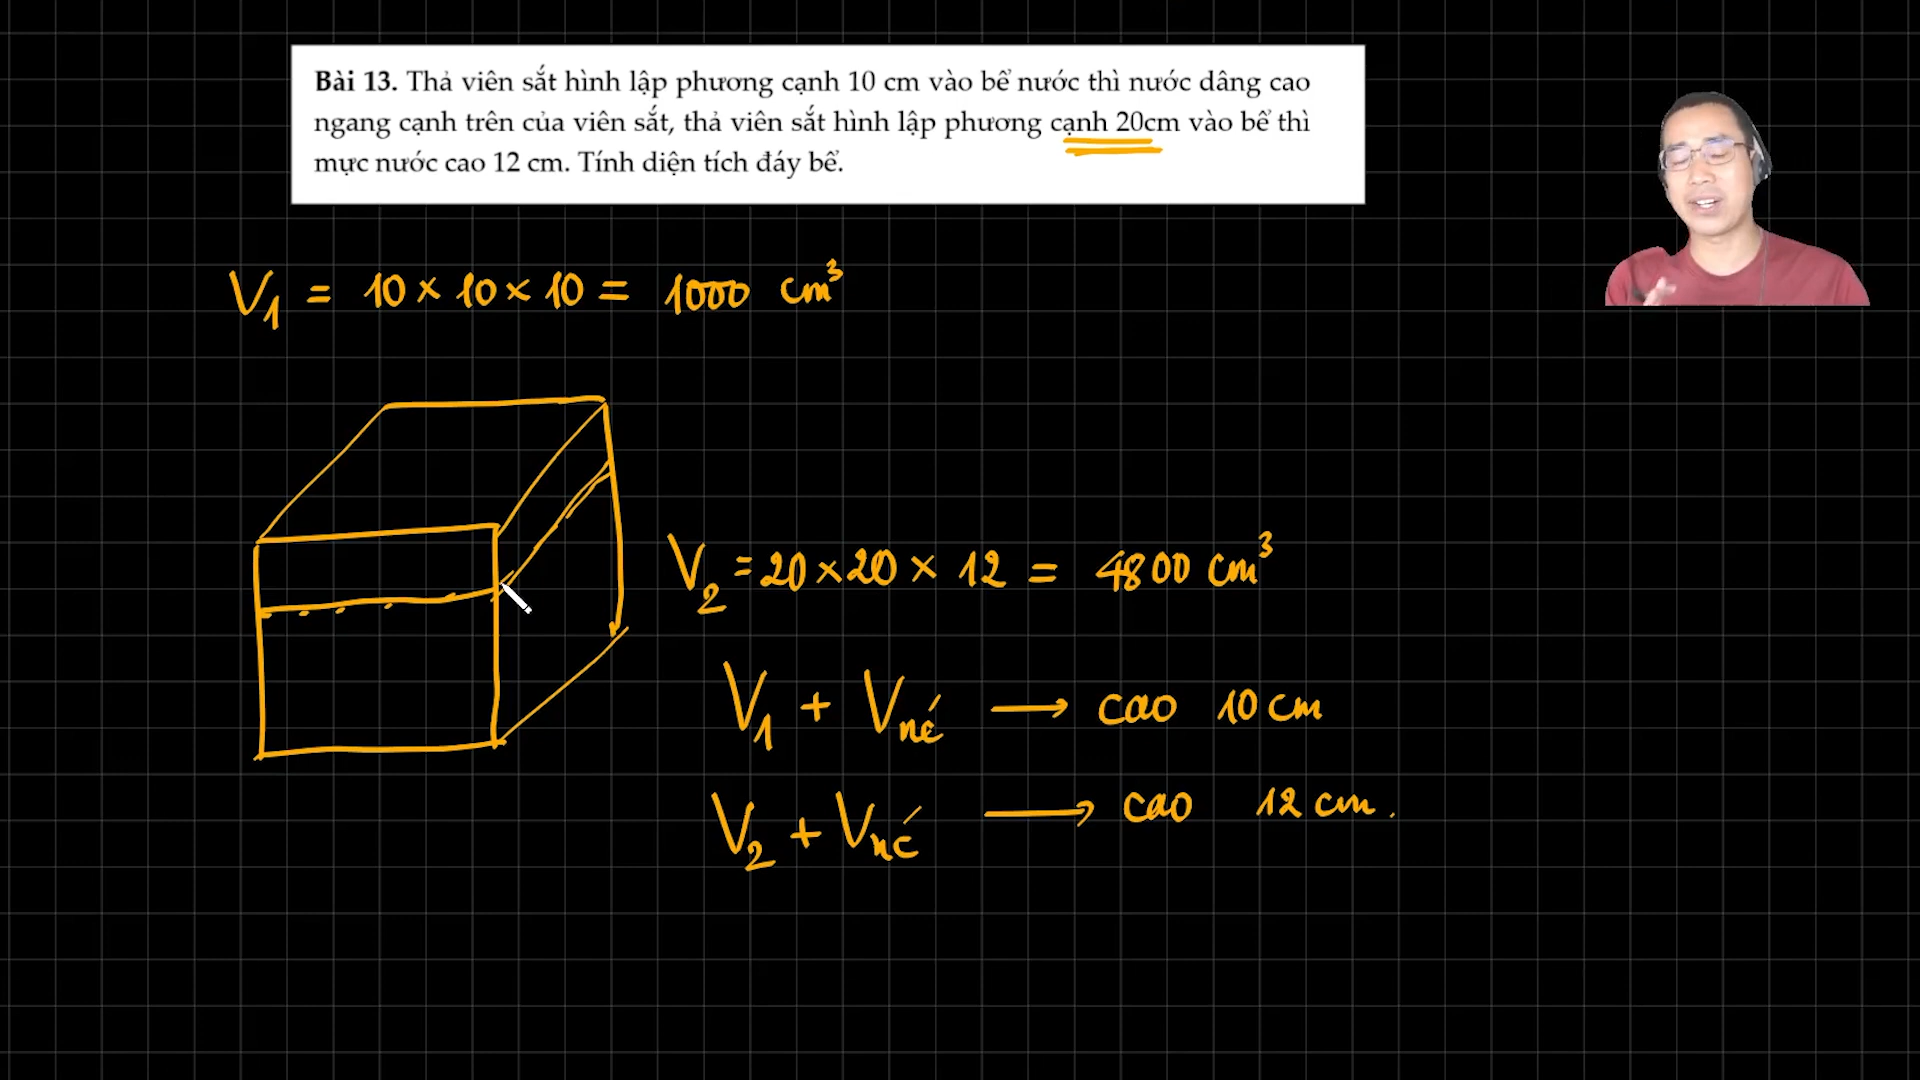 Bài 13. Thả viên sắt hình lập phương cạnh 10 cm vào bể nước thì nước dâng cao
ngang cạnh trên của viên sắt, thả viên sắt hình lập phương cạnh 20cm vào bể thì
mực nước cao 12 cm. Tính diện tích đáy bể.
V₁ = 10 × 10 × 10 = 1000 cm³
V₂ = 20 × 20 × 12 = 4800 cm³
V₁ + Vnć → cao 10 cm
V₂ + Vnć → cao 12 cm.